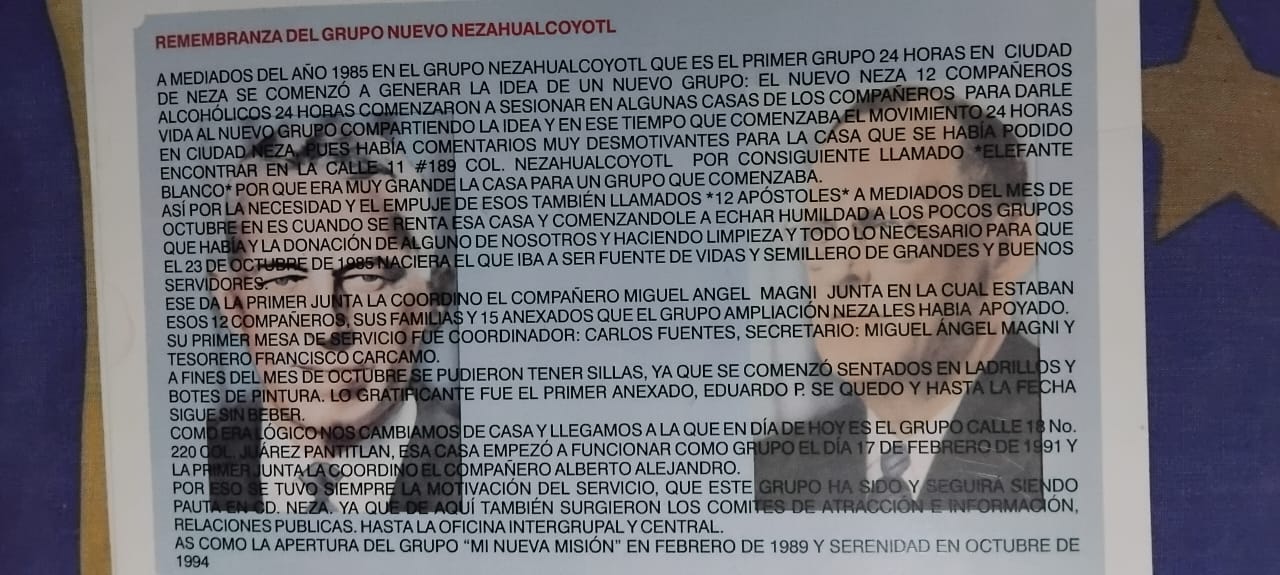 REMEMBRANZA DEL GRUPO NUEVO NEZAHUALCOYOTL
A MEDIADOS DEL AÑO 1985 EN EL GRUPO NEZAHUALCOYOTL QUE ES EL PRIMER GRUPO 24 HORAS EN CIUDAD
DE NEZA SE COMENZÓ A GENERAR LA IDEA DE UN NUEVO GRUPO: EL NUEVO NEZA 12 COMPAÑEROS
ALCOHÓLICOS 24 HORAS COMENZARON A SESIONAR EN ALGUNAS CASAS DE LOS COMPAÑEROS PARA DARLE
VIDA AL NUEVO GRUPO COMPARTIENDO LA IDEA Y EN ESE TIEMPO QUE COMENZABA EL MOVIMIENTO 24 HORAS
EN CIUDAD NEZA, PUES HABÍA COMENTARIOS MUY DESMOTIVANTES PARA LA CASA QUE SE HABÍA PODIDO
ENCONTRAR EN LA CALLE 11 #189 COL. NEZAHUALCOYOTL POR CONSIGUIENTE LLAMADO *ELEFANTE
BLANCO* POR QUE ERA MUY GRANDE LA CASA PARA UN GRUPO QUE COMENZABA.
ASÍ POR LA NECESIDAD Y EL EMPUJE DE ESOS TAMBIÉN LLAMADOS *12 APÓSTOLES* A MEDIADOS DEL MES DE
OCTUBRE EN ES CUANDO SE RENTA ESA CASA Y COMENZANDOLE A ECHAR HUMILDAD A LOS POCOS GRUPOS
QUE HABÍA Y LA DONACIÓN DE ALGUNO DE NOSOTROS Y HACIENDO LIMPIEZA Y TODO LO NECESARIO PARA QUE
EL 23 DE OCTUBRE DE 1985 NACIERA EL QUE IBA A SER FUENTE DE VIDAS Y SEMILLERO DE GRANDES Y BUENOS
SERVIDORES.
ESE DA LA PRIMER JUNTA LA COORDINO EL COMPAÑERO MIGUEL ANGEL MAGNI JUNTA EN LA CUAL ESTABAN
ESOS 12 COMPAÑEROS, SUS FAMILIAS Y 15 ANEXADOS QUE EL GRUPO AMPLIACIÓN NEZA LES HABIA APOYADO.
SU PRIMER MESA DE SERVICIO FUE COORDINADOR: CARLOS FUENTES, SECRETARIO: MIGUEL ÁNGEL MAGNI Y
TESORERO FRANCISCO CARCAMO.
A FINES DEL MES DE OCTUBRE SE PUDIERON TENER SILLAS, YA QUE SE COMENZÓ SENTADOS EN LADRILLOS Y
BOTES DE PINTURA. LO GRATIFICANTE FUE EL PRIMER ANEXADO, EDUARDO P. SE QUEDO Y HASTA LA FECHA
SIGUE SIN BEBER.
COMO ERA LÓGICO NOS CAMBIAMOS DE CASA Y LLEGAMOS A LA QUE EN DÍA DE HOY ES EL GRUPO CALLE 18 No.
220 COL. JUÁREZ PANTITLAN, ESA CASA EMPEZÓ A FUNCIONAR COMO GRUPO EL DÍA 17 DE FEBRERO DE 1991 Y
LA PRIMER JUNTA LA COORDINO EL COMPAÑERO ALBERTO ALEJANDRO.
POR ESO SE TUVO SIEMPRE LA MOTIVACIÓN DEL SERVICIO, QUE ESTE GRUPO HA SIDO Y SEGUIRÁ SIENDO
PAUTA EN CD. NEZA. YA QUE DE AQUÍ TAMBIÉN SURGIERON LOS COMITES DE ATRACCIÓN E INFORMACIÓN,
RELACIONES PUBLICAS. HASTA LA OFICINA INTERGRUPAL Y CENTRAL.
AS COMO LA APERTURA DEL GRUPO “MI NUEVA MISIÓN” EN FEBRERO DE 1989 Y SERENIDAD EN OCTUBRE DE
1994